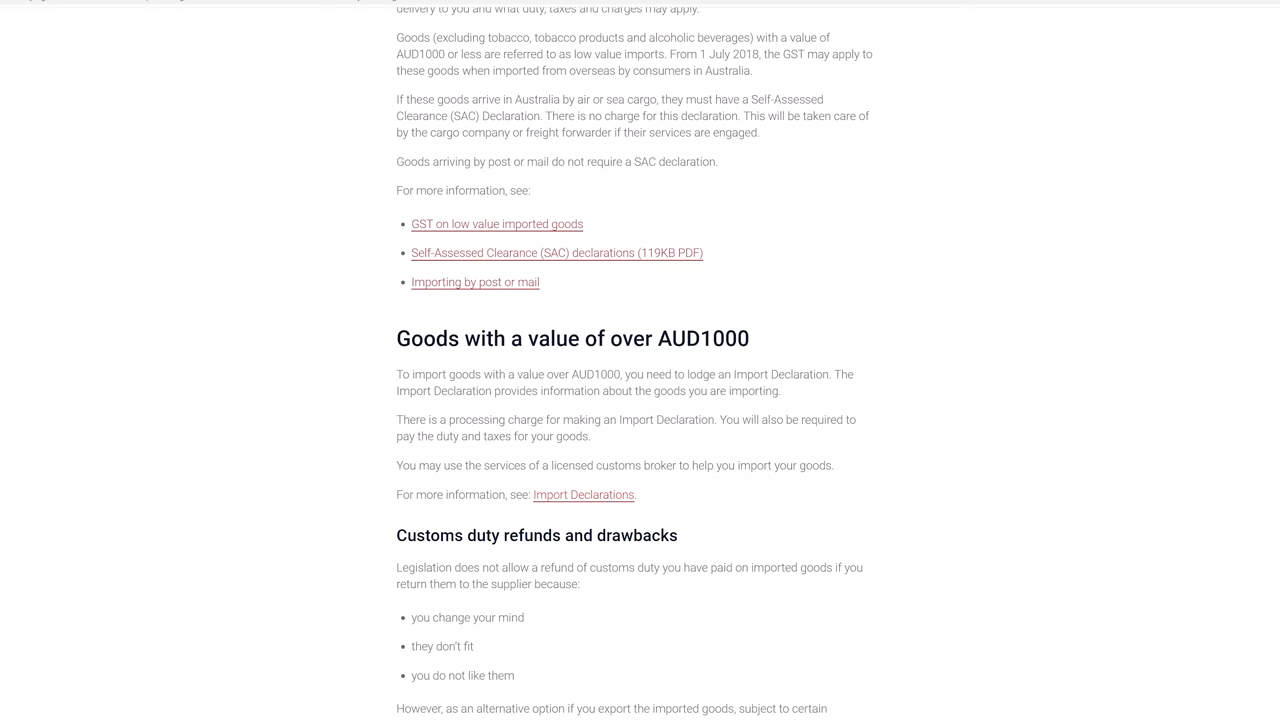 delivery to you and what duty, taxes and charges may apply.
Goods (excluding tobacco, tobacco products and alcoholic beverages) with a value of
AUD1000 or less are referred to as low value imports. From 1 July 2018, the GST may apply to
these goods when imported from overseas by consumers in Australia.
If these goods arrive in Australia by air or sea cargo, they must have a Self-Assessed
Clearance (SAC) Declaration. There is no charge for this declaration. This will be taken care of
by the cargo company or freight forwarder if their services are engaged.
Goods arriving by post or mail do not require a SAC declaration.
For more information, see:
• GST on low value imported goods
• Self-Assessed Clearance (SAC) declarations (119KB PDF)
• Importing by post or mail
Goods with a value of over AUD1000
To import goods with a value over AUD1000, you need to lodge an Import Declaration. The
Import Declaration provides information about the goods you are importing.
There is a processing charge for making an Import Declaration. You will also be required to
pay the duty and taxes for your goods.
You may use the services of a licensed customs broker to help you import your goods.
For more information, see: Import Declarations.
Customs duty refunds and drawbacks
Legislation does not allow a refund of customs duty you have paid on imported goods if you
return them to the supplier because:
• you change your mind
• they don't fit
• you do not like them
However, as an alternative option if you export the imported goods, subject to certain